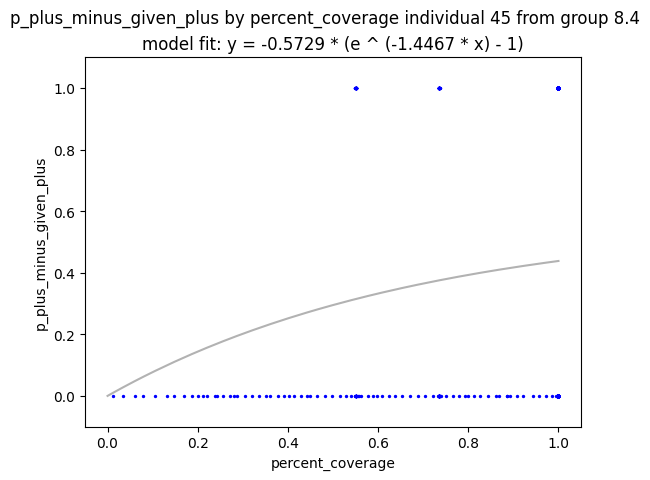 p_plus_minus_given_plus by percent_coverage individual 45 from group 8.4
model fit: y = -0.5729 * (e ^ (-1.4467 * x) - 1)
1.0
0.8
0.6
0.4
0.2
0.0
p_plus_minus_given_plus
0.0 0.2 0.4 0.6 0.8 1.0
percent_coverage